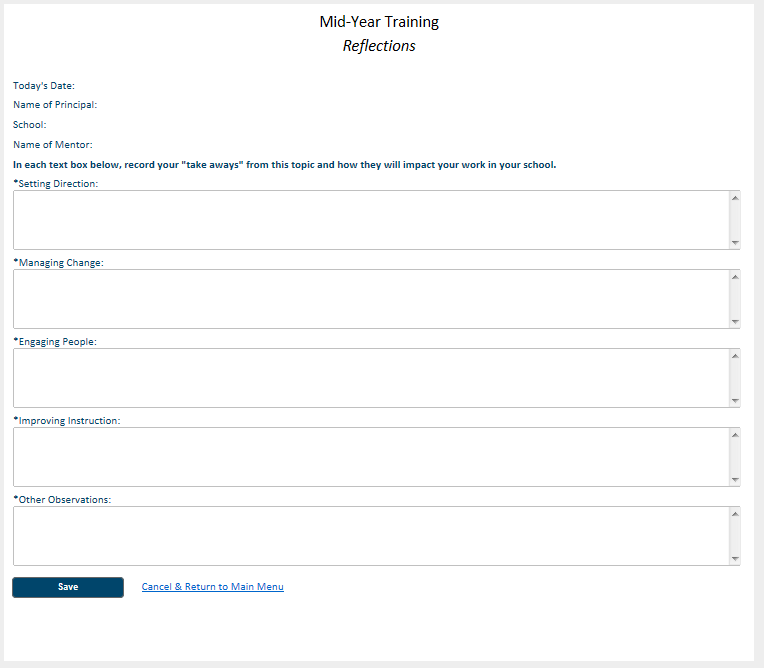 Mid-Year Training
Reflections
Today's Date:
Name of Principal:
School:
Name of Mentor:
In each text box below, record your "take aways" from this topic and how they will impact your work in your school.
*Setting Direction:
*Managing Change:
*Engaging People:
*Improving Instruction:
*Other Observations:
Save Cancel & Return to Main Menu